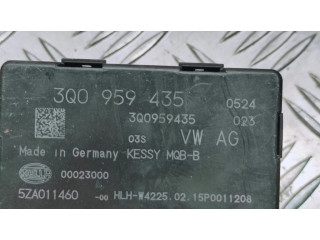 3Q0 959 435 0524
3Q0959435 023
03S VW AG
Made in Germany KESSY MQB-B
HELLA 00023000
5ZA011460 -00 HLH-W4225.02.15P0011208